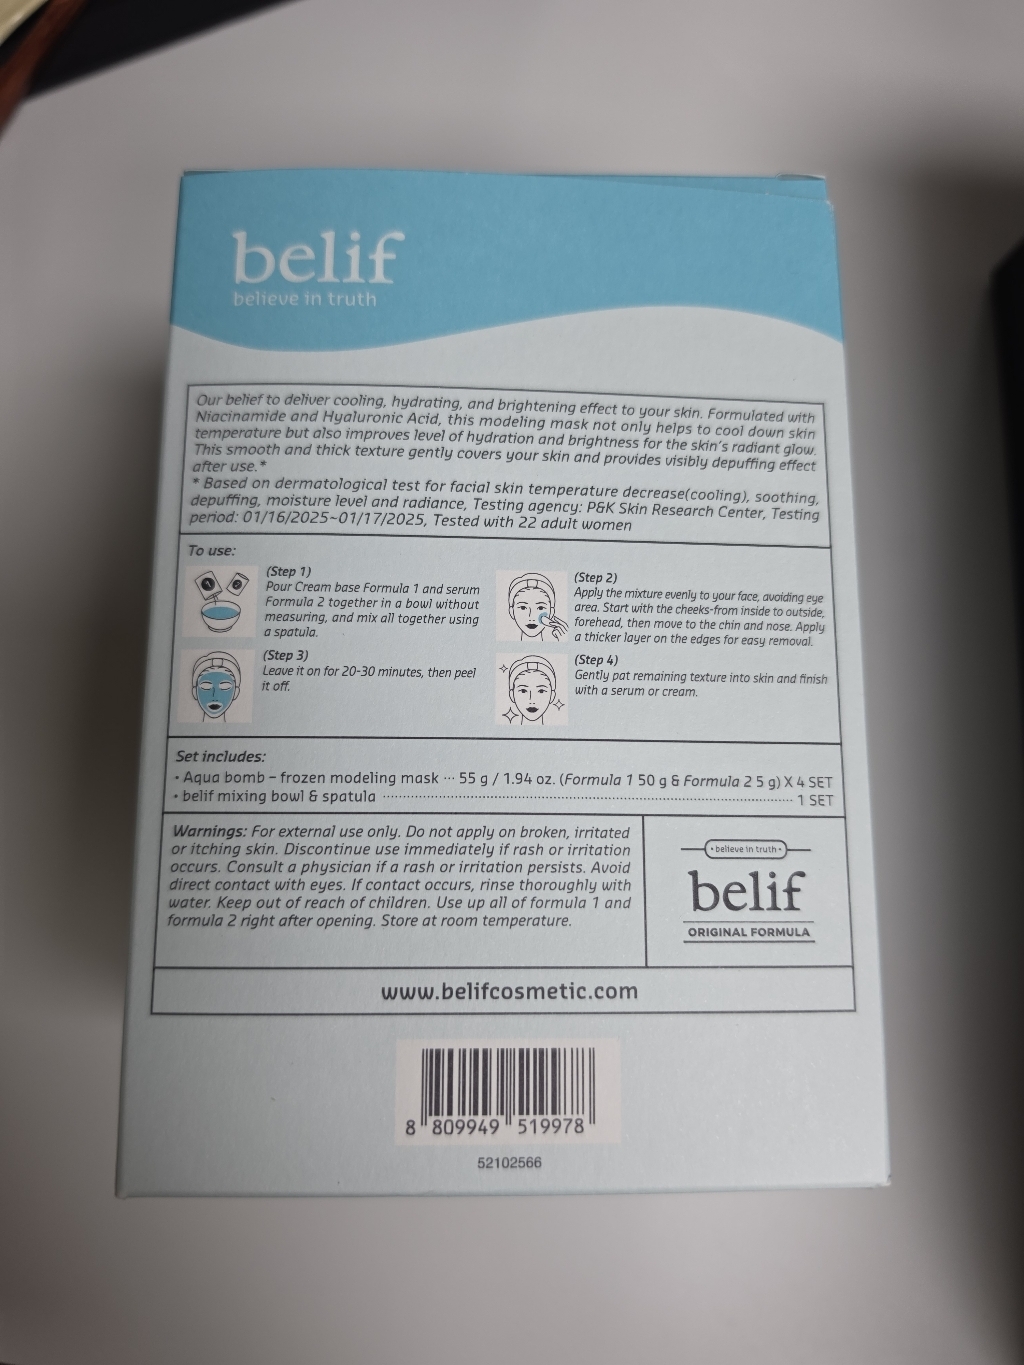 belif
believe in truth
Our belief to deliver cooling, hydrating, and brightening effect to your skin. Formulated with
Niacinamide and Hyaluronic Acid, this modeling mask not only helps to cool down skin
temperature but also improves level of hydration and brightness for the skin's radiant glow.
This smooth and thick texture gently covers your skin and provides visibly depuffing effect
after use.*
* Based on dermatological test for facial skin temperature decrease(cooling), soothing,
depuffing, moisture level and radiance, Testing agency: P&K Skin Research Center, Testing
period: 01/16/2025~01/17/2025, Tested with 22 adult women
To use:
(Step 1)
Pour Cream base Formula 1 and serum
Formula 2 together in a bowl without
measuring, and mix all together using
a spatula.
(Step 2)
Apply the mixture evenly to your face, avoiding eye
area. Start with the cheeks-from inside to outside,
forehead, then move to the chin and nose. Apply
a thicker layer on the edges for easy removal.
(Step 3)
Leave it on for 20-30 minutes, then peel
it off.
(Step 4)
Gently pat remaining texture into skin and finish
with a serum or cream.
Set includes:
• Aqua bomb – frozen modeling mask ··· 55 g / 1.94 oz. (Formula 1 50 g & Formula 2 5 g) X 4 SET
• belif mixing bowl & spatula ······ 1 SET
Warnings: For external use only. Do not apply on broken, irritated
or itching skin. Discontinue use immediately if rash or irritation
occurs. Consult a physician if a rash or irritation persists. Avoid
direct contact with eyes. If contact occurs, rinse thoroughly with
water. Keep out of reach of children. Use up all of formula 1 and
formula 2 right after opening. Store at room temperature.
• believe in truth •
belif
ORIGINAL FORMULA
www.belifcosmetic.com
8 809949 519978
52102566